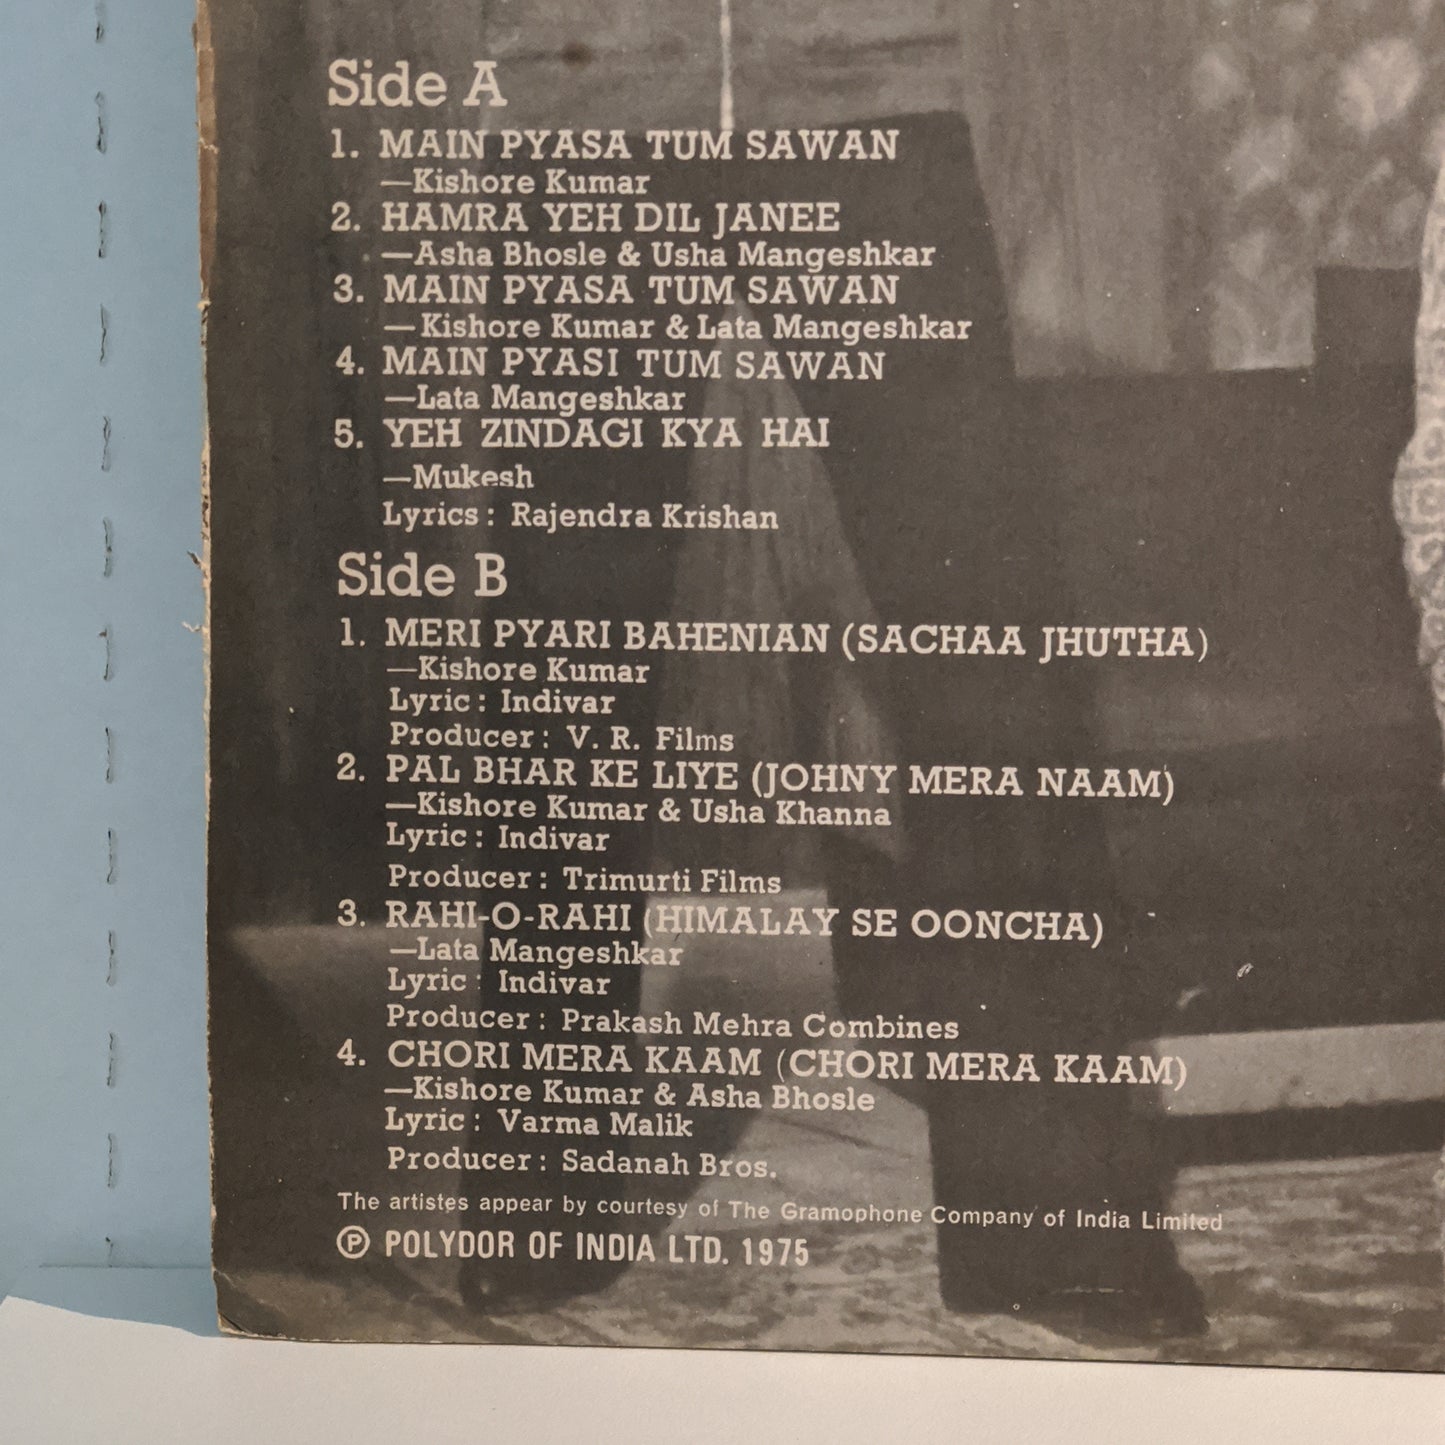 Side A
1. MAIN PYASA TUM SAWAN
—Kishore Kumar
2. HAMRA YEH DIL JANEE
—Asha Bhosle & Usha Mangeshkar
3. MAIN PYASA TUM SAWAN
—Kishore Kumar & Lata Mangeshkar
4. MAIN PYASI TUM SAWAN
—Lata Mangeshkar
5. YEH ZINDAGI KYA HAI
—Mukesh
Lyrics : Rajendra Krishan
Side B
1. MERI PYARI BAHENIAN (SACHAA JHUTHA)
—Kishore Kumar
Lyric : Indivar
Producer : V. R. Films
2. PAL BHAR KE LIYE (JOHNY MERA NAAM)
—Kishore Kumar & Usha Khanna
Lyric : Indivar
Producer : Trimurti Films
3. RAHI-O-RAHI (HIMALAY SE OONCHA)
—Lata Mangeshkar
Lyric : Indivar
Producer : Prakash Mehra Combines
4. CHORI MERA KAAM (CHORI MERA KAAM)
—Kishore Kumar & Asha Bhosle
Lyric : Varma Malik
Producer : Sadanah Bros.
The artistes appear by courtesy of The Gramophone Company of India Limited
℗ POLYDOR OF INDIA LTD. 1975